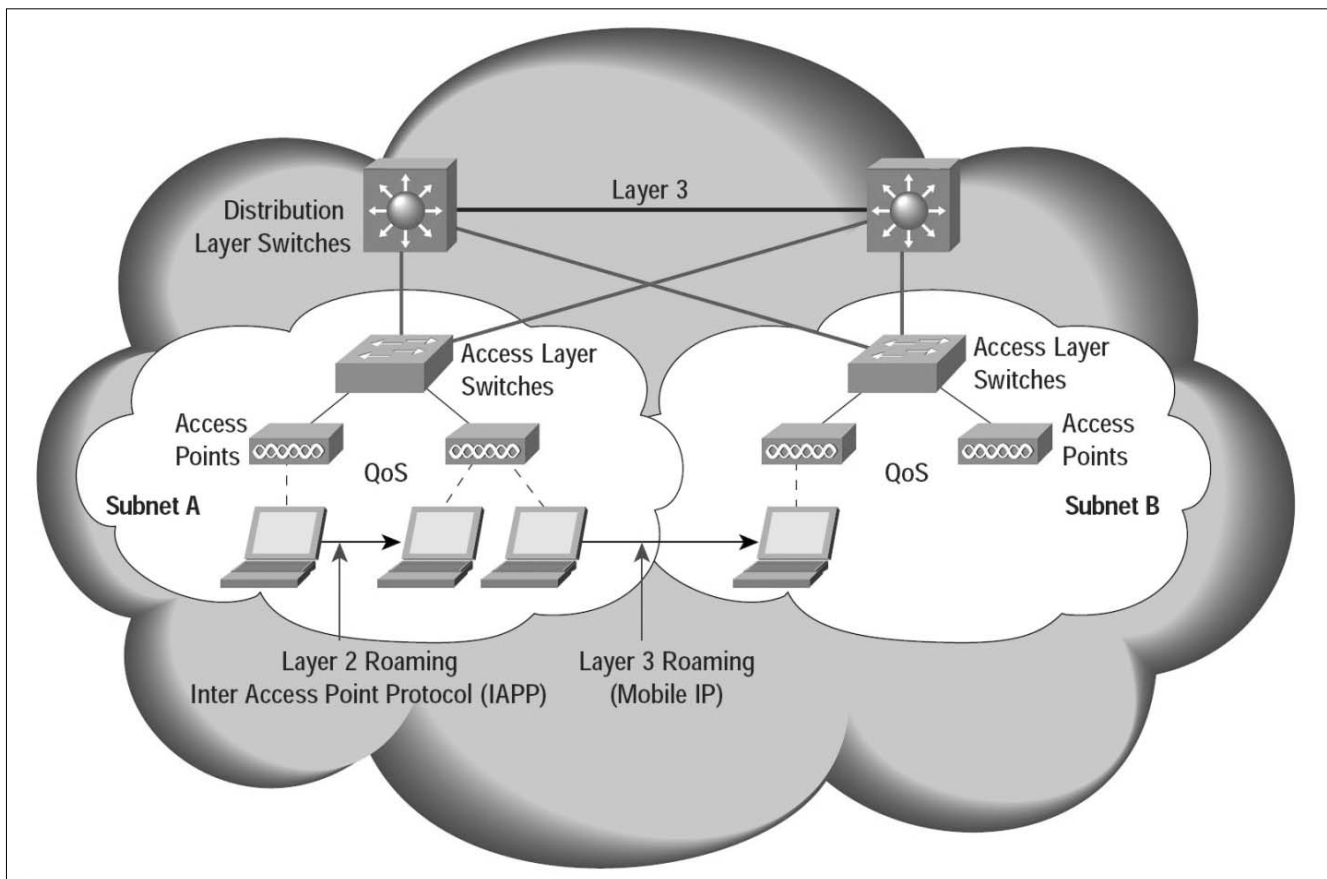 Layer 3
Distribution
Layer Switches
Access Layer
Switches
Access Layer
Switches
Access
Points
QoS
QoS
Access
Points
Subnet A
Subnet B
Layer 2 Roaming
Inter Access Point Protocol (IAPP)
Layer 3 Roaming
(Mobile IP)